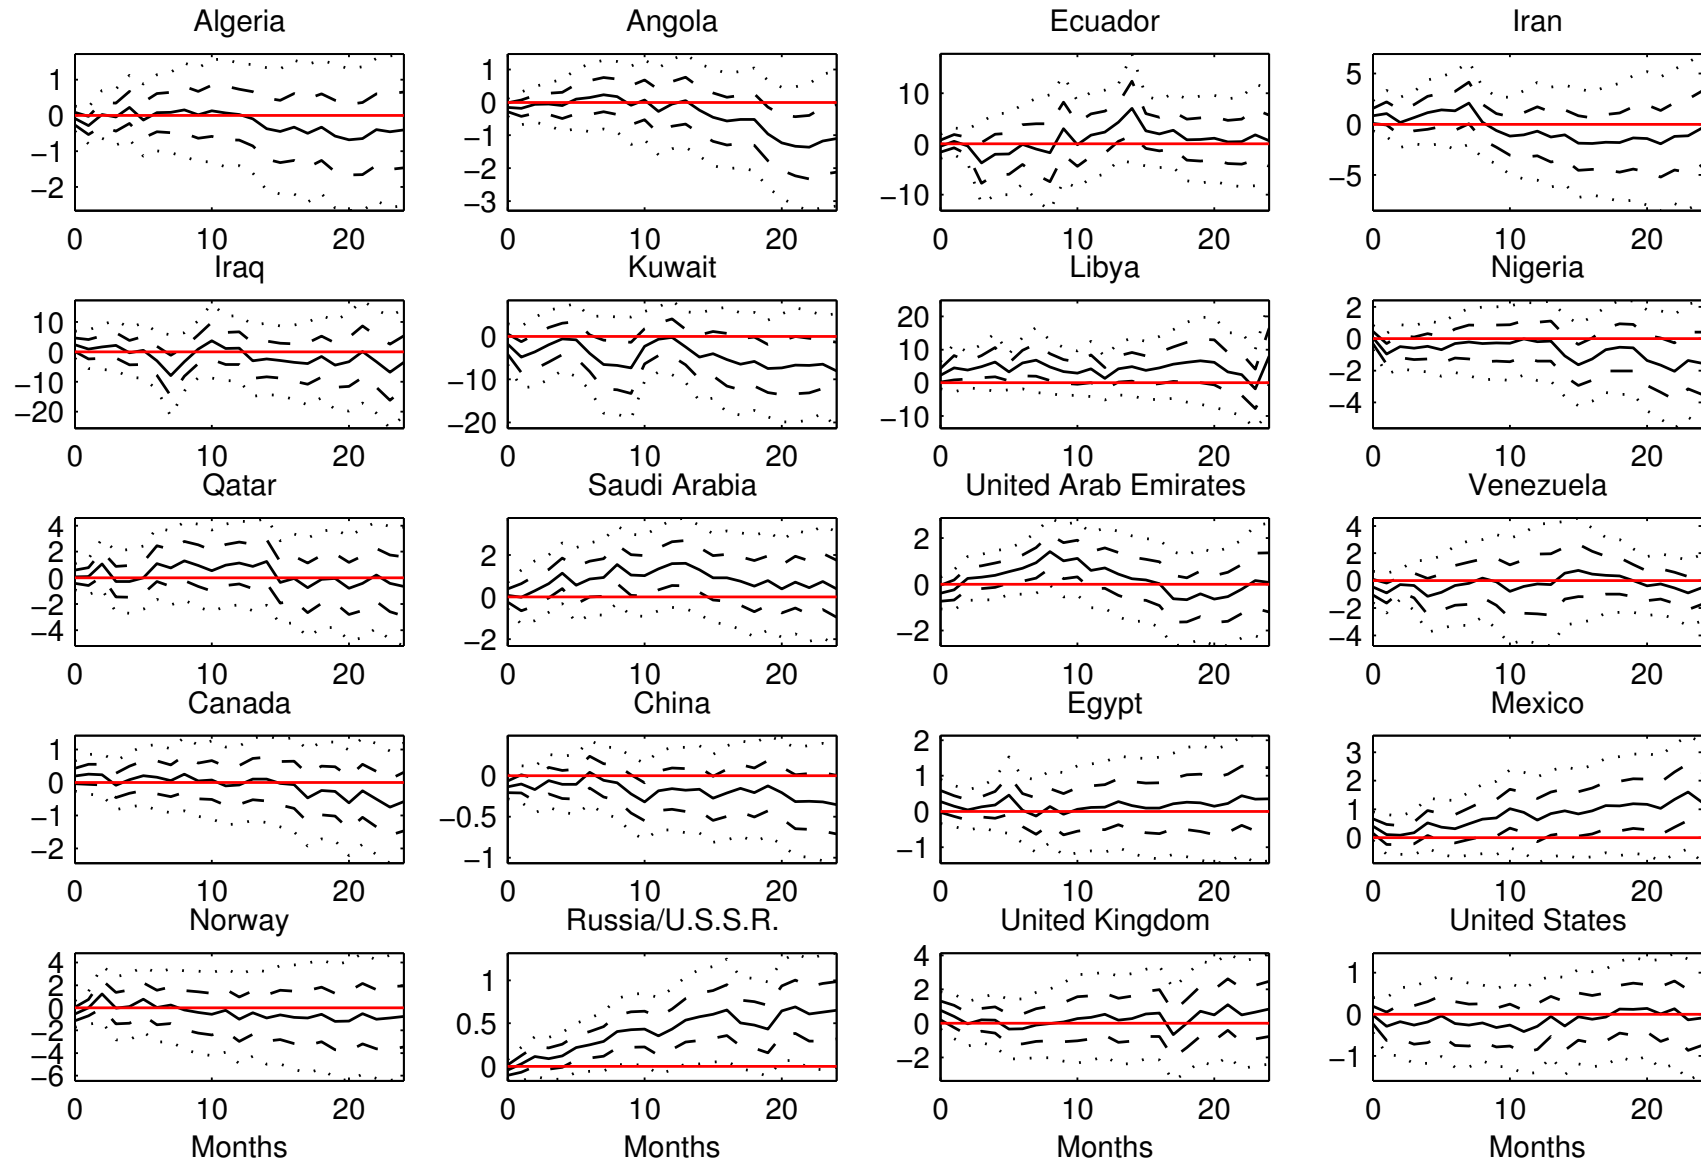 Algeria Angola Ecuador Iran
1 0 −1 −2
1 0 −1 −2 −3
10 0 −10
5 0 −5
0 10 20 0 10 20 0 10 20 0 10 20
Iraq Kuwait Libya Nigeria
10 0 −10 −20
0 −10 −20
20 10 0 −10
2 0 −2 −4
0 10 20 0 10 20 0 10 20 0 10 20
Qatar Saudi Arabia United Arab Emirates Venezuela
4 2 0 −2 −4
2 0 −2
2 0 −2
4 2 0 −2 −4
0 10 20 0 10 20 0 10 20 0 10 20
Canada China Egypt Mexico
1 0 −1 −2
0 −0.5 −1
2 1 0 −1
3 2 1 0
0 10 20 0 10 20 0 10 20 0 10 20
Norway Russia/U.S.S.R. United Kingdom United States
4 2 0 −2 −4 −6
1 0.5 0
4 2 0 −2
1 0 −1
0 10 20 0 10 20 0 10 20 0 10 20
Months Months Months Months